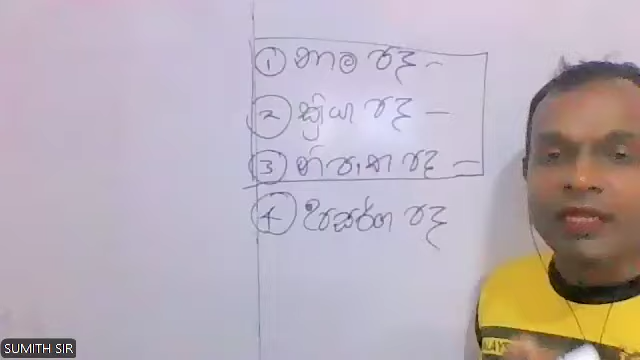 ① නාම පද -
② ක්‍රියා පද —
③ නිපාත පද —
④ උපසර්ග පද
SUMITH SIR